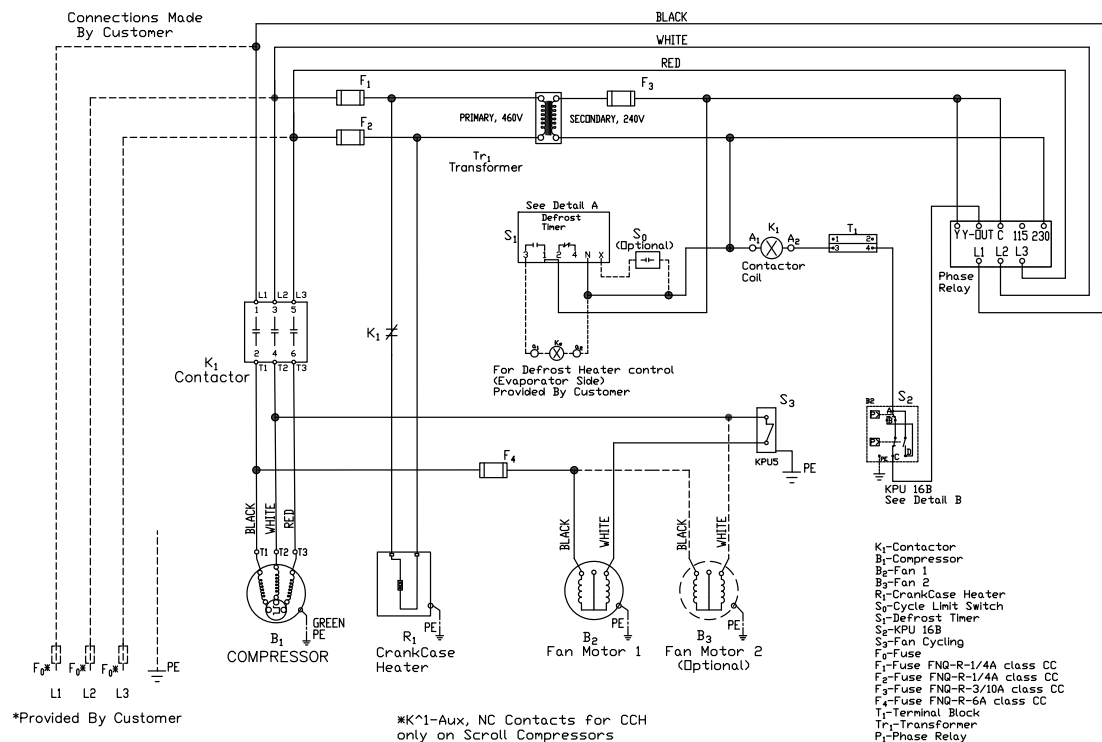 Connections Made
By Customer
BLACK
WHITE
RED
F1
F2
F3
PRIMARY, 460V
SECONDARY, 240V
Tr1
Transformer
See Detail A
Defrost
Timer
S1
3 1 2 4 N X
S0
(Optional)
A1 K1 A2
Contactor
Coil
T1
•1 2•
•3 4•
Y Y-OUT C 115 230
L1 L2 L3
Phase
Relay
L1 L2 L3
1 3 5
2 4 6
T1 T2 T3
K1
Contactor
K1
For Defrost Heater control
(Evaporator Side)
Provided By Customer
S3
KPU5
PE
B2
S2
P
A
B
P
PE
C
D
KPU 16B
See Detail B
F4
BLACK
WHITE
RED
T1 T2 T3
GREEN
PE
B1
COMPRESSOR
PE
R1
CrankCase
Heater
BLACK
WHITE
PE
B2
Fan Motor 1
BLACK
WHITE
PE
B3
Fan Motor 2
(Optional)
F0* F0* F0*
PE
L1 L2 L3
*Provided By Customer
*K^1-Aux, NC Contacts for CCH
only on Scroll Compressors
K1-Contactor
B1-Compressor
B2-Fan 1
B3-Fan 2
R1-CrankCase Heater
S0-Cycle Limit Switch
S1-Defrost Timer
S2-KPU 16B
S3-Fan Cycling
F0-Fuse
F1-Fuse FNQ-R-1/4A class CC
F2-Fuse FNQ-R-1/4A class CC
F3-Fuse FNQ-R-3/10A class CC
F4-Fuse FNQ-R-6A class CC
T1-Terminal Block
Tr1-Transformer
P1-Phase Relay